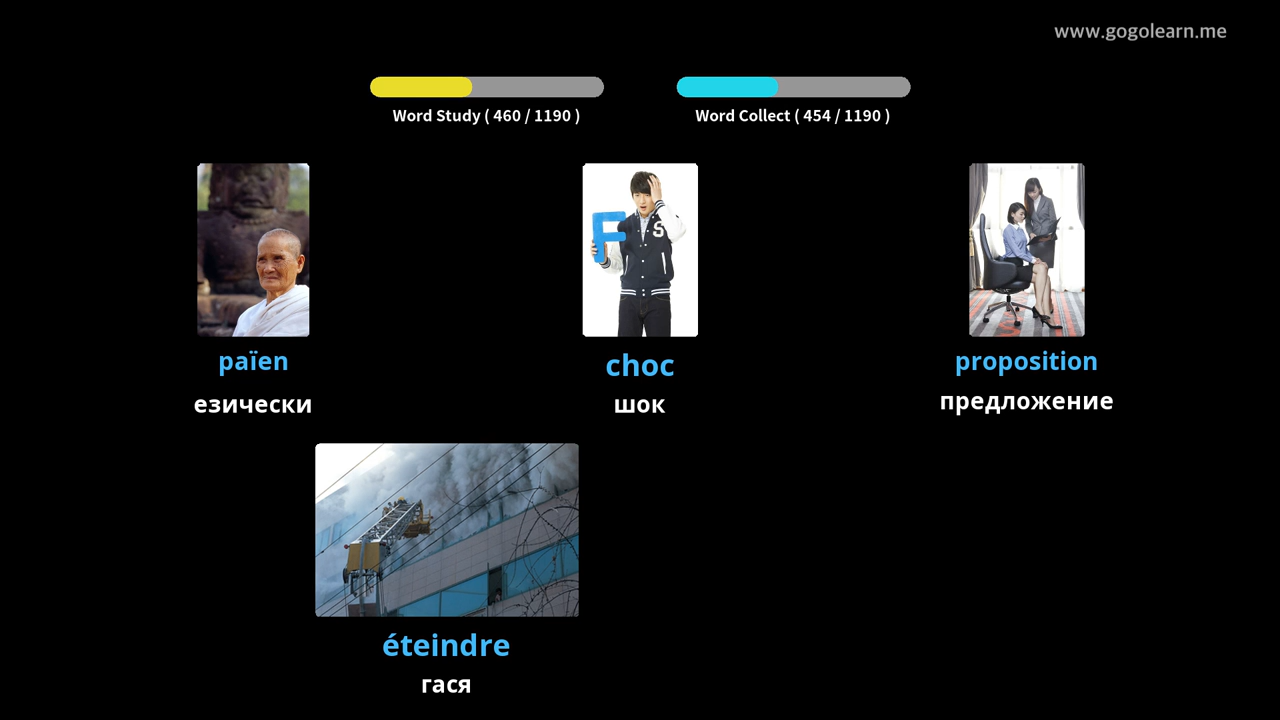 www.gogolearn.me
Word Study ( 460 / 1190 )
Word Collect ( 454 / 1190 )
païen
choc
proposition
езически
шок
предложение
éteindre
гася
F
S